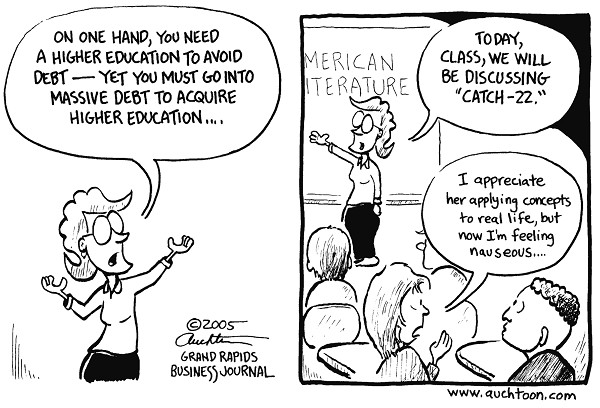 ON ONE HAND, YOU NEED
A HIGHER EDUCATION TO AVOID
DEBT — YET YOU MUST GO INTO
MASSIVE DEBT TO ACQUIRE
HIGHER EDUCATION....
©2005
Auchter
GRAND RAPIDS
BUSINESS JOURNAL
MERICAN
ITERATURE
TODAY,
CLASS, WE WILL
BE DISCUSSING
"CATCH-22."
I appreciate
her applying concepts
to real life, but
now I'm feeling
nauseous....
www.auchtoon.com